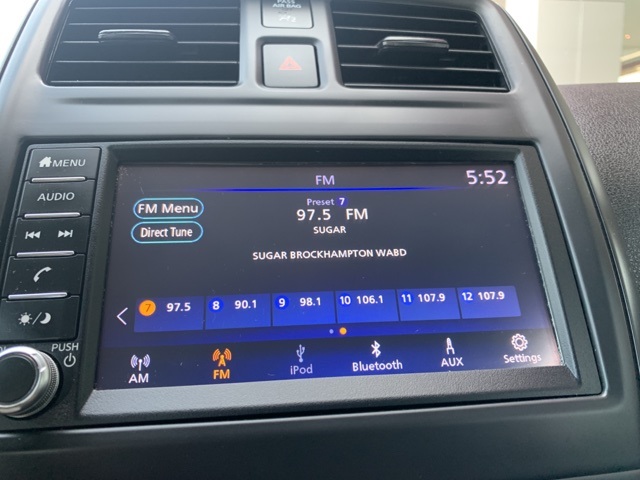 PASS
AIR BAG
MENU
AUDIO
PUSH
FM
5:52
FM Menu
Direct Tune
Preset 7
97.5 FM
SUGAR
SUGAR BROCKHAMPTON WABD
7 97.5
8 90.1
9 98.1
10 106.1
11 107.9
12 107.9
AM
FM
iPod
Bluetooth
AUX
Settings